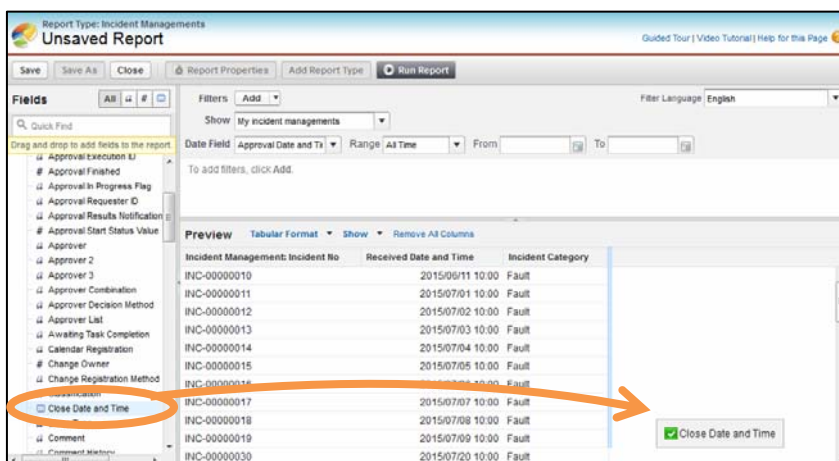 Report Type: Incident Managements
Unsaved Report
Guided Tour | Video Tutorial | Help for this Page
Save Save As Close Report Properties Add Report Type Run Report
Fields All a # Filters Add Filter Language English
Quick Find Show My incident managements
Drag and drop to add fields to the report. Date Field Approval Date and Ti Range All Time From To
a Approval Execution ID
# Approval Finished To add filters, click Add.
a Approval In Progress Flag
a Approval Requester ID
a Approval Results Notification
# Approval Start Status Value Preview Tabular Format Show Remove All Columns
a Approver
a Approver 2 Incident Management: Incident No Received Date and Time Incident Category
a Approver 3 INC-00000010 2015/06/11 10:00 Fault
a Approver Combination INC-00000011 2015/07/01 10:00 Fault
a Approver Decision Method INC-00000012 2015/07/02 10:00 Fault
a Approver List
a Awaiting Task Completion INC-00000013 2015/07/03 10:00 Fault
a Calendar Registration INC-00000014 2015/07/04 10:00 Fault
# Change Owner INC-00000015 2015/07/05 10:00 Fault
a Change Registration Method INC-00000016 10:00 Fault
Classification
Close Date and Time INC-00000017 2015/07/07 10:00 Fault
INC-00000018 2015/07/08 10:00 Fault
a Comment INC-00000019 2015/07/09 10:00 Fault Close Date and Time
a Comment History INC-00000030 2015/07/20 10:00 Fault